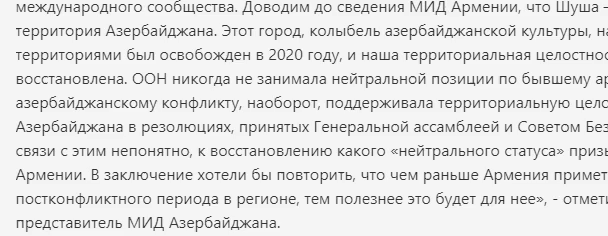 международного сообщества. Доводим до сведения МИД Армении, что Шуша –
территория Азербайджана. Этот город, колыбель азербайджанской культуры, на
территориями был освобожден в 2020 году, и наша территориальная целостнос
восстановлена. ООН никогда не занимала нейтральной позиции по бывшему ар
азербайджанскому конфликту, наоборот, поддерживала территориальную цело
Азербайджана в резолюциях, принятых Генеральной ассамблеей и Советом Без
связи с этим непонятно, к восстановлению какого «нейтрального статуса» призы
Армении. В заключение хотели бы повторить, что чем раньше Армения примет
постконфликтного периода в регионе, тем полезнее это будет для нее», - отмети
представитель МИД Азербайджана.